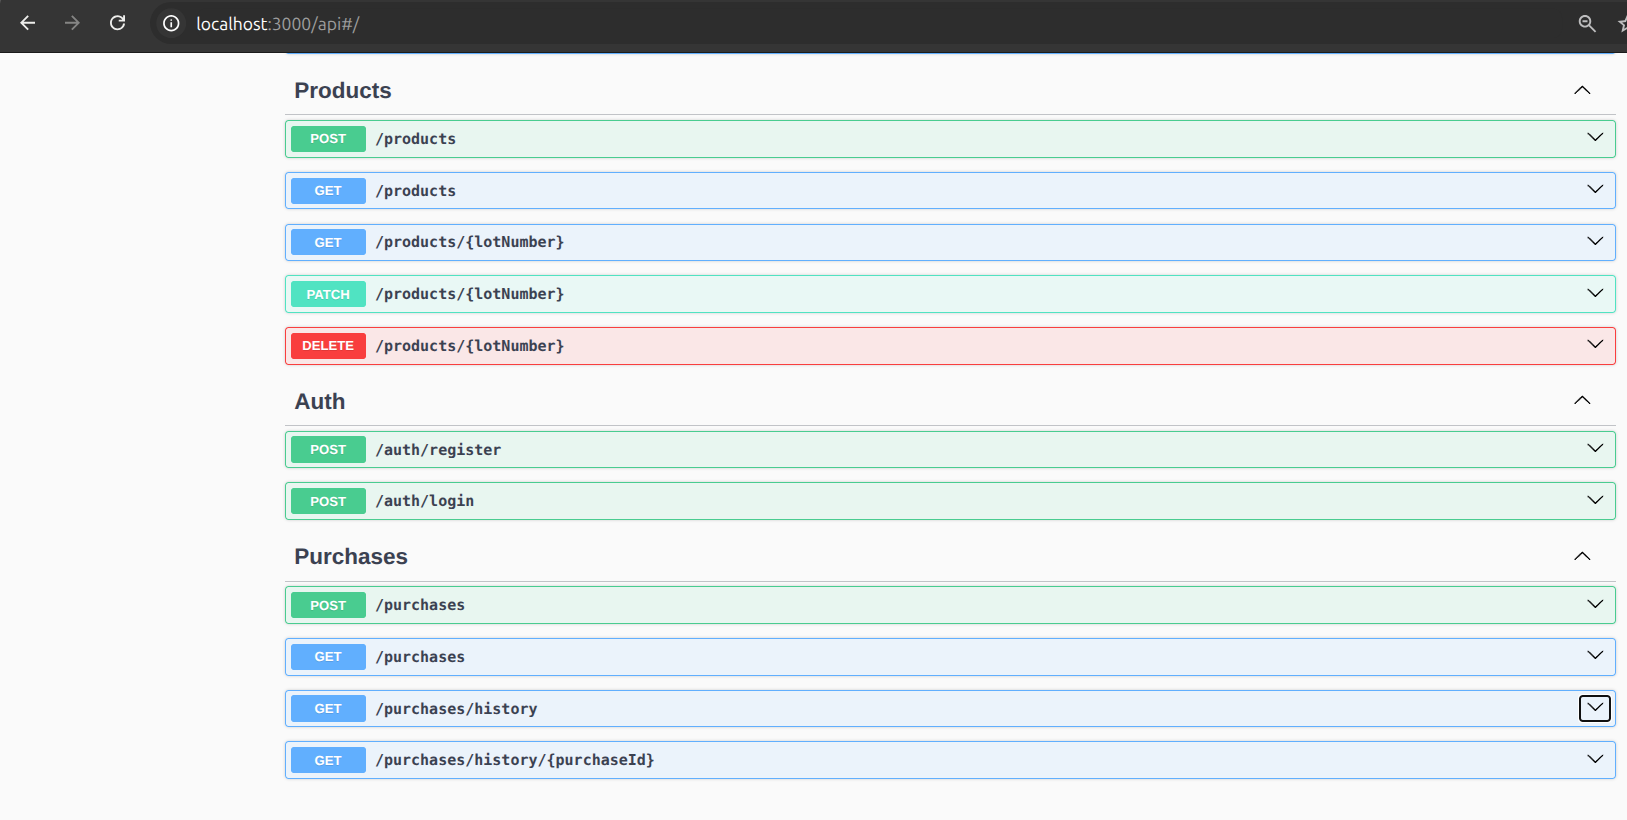 localhost:3000/api#/
Products
POST /products
GET /products
GET /products/{lotNumber}
PATCH /products/{lotNumber}
DELETE /products/{lotNumber}
Auth
POST /auth/register
POST /auth/login
Purchases
POST /purchases
GET /purchases
GET /purchases/history
GET /purchases/history/{purchaseId}